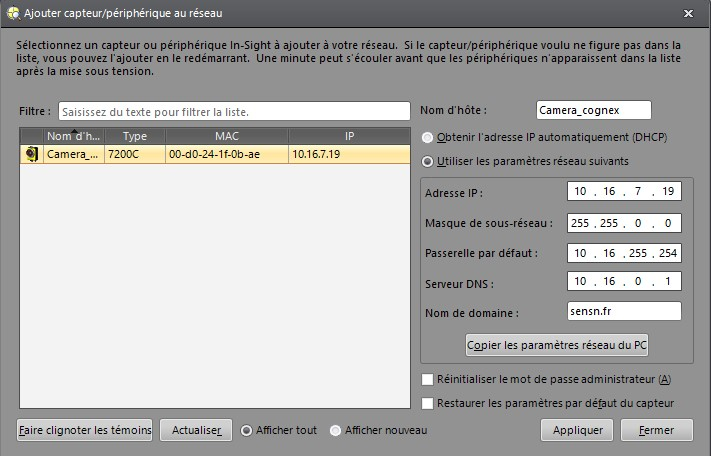 Ajouter capteur/périphérique au réseau
Sélectionnez un capteur ou périphérique In-Sight à ajouter à votre réseau. Si le capteur/périphérique voulu ne figure pas dans la
liste, vous pouvez l'ajouter en le redémarrant. Une minute peut s'écouler avant que les périphériques n'apparaissent dans la liste
après la mise sous tension.
Filtre : Saisissez du texte pour filtrer la liste.
Nom d'h... Type MAC IP
Camera_... 7200C 00-d0-24-1f-0b-ae 10.16.7.19
Nom d'hôte : Camera_cognex
Obtenir l'adresse IP automatiquement (DHCP)
Utiliser les paramètres réseau suivants
Adresse IP : 10 . 16 . 7 . 19
Masque de sous-réseau : 255 . 255 . 0 . 0
Passerelle par défaut : 10 . 16 . 255 . 254
Serveur DNS : 10 . 16 . 0 . 1
Nom de domaine : sensn.fr
Copier les paramètres réseau du PC
Réinitialiser le mot de passe administrateur (A)
Restaurer les paramètres par défaut du capteur
Faire clignoter les témoins Actualiser Afficher tout Afficher nouveau Appliquer Fermer